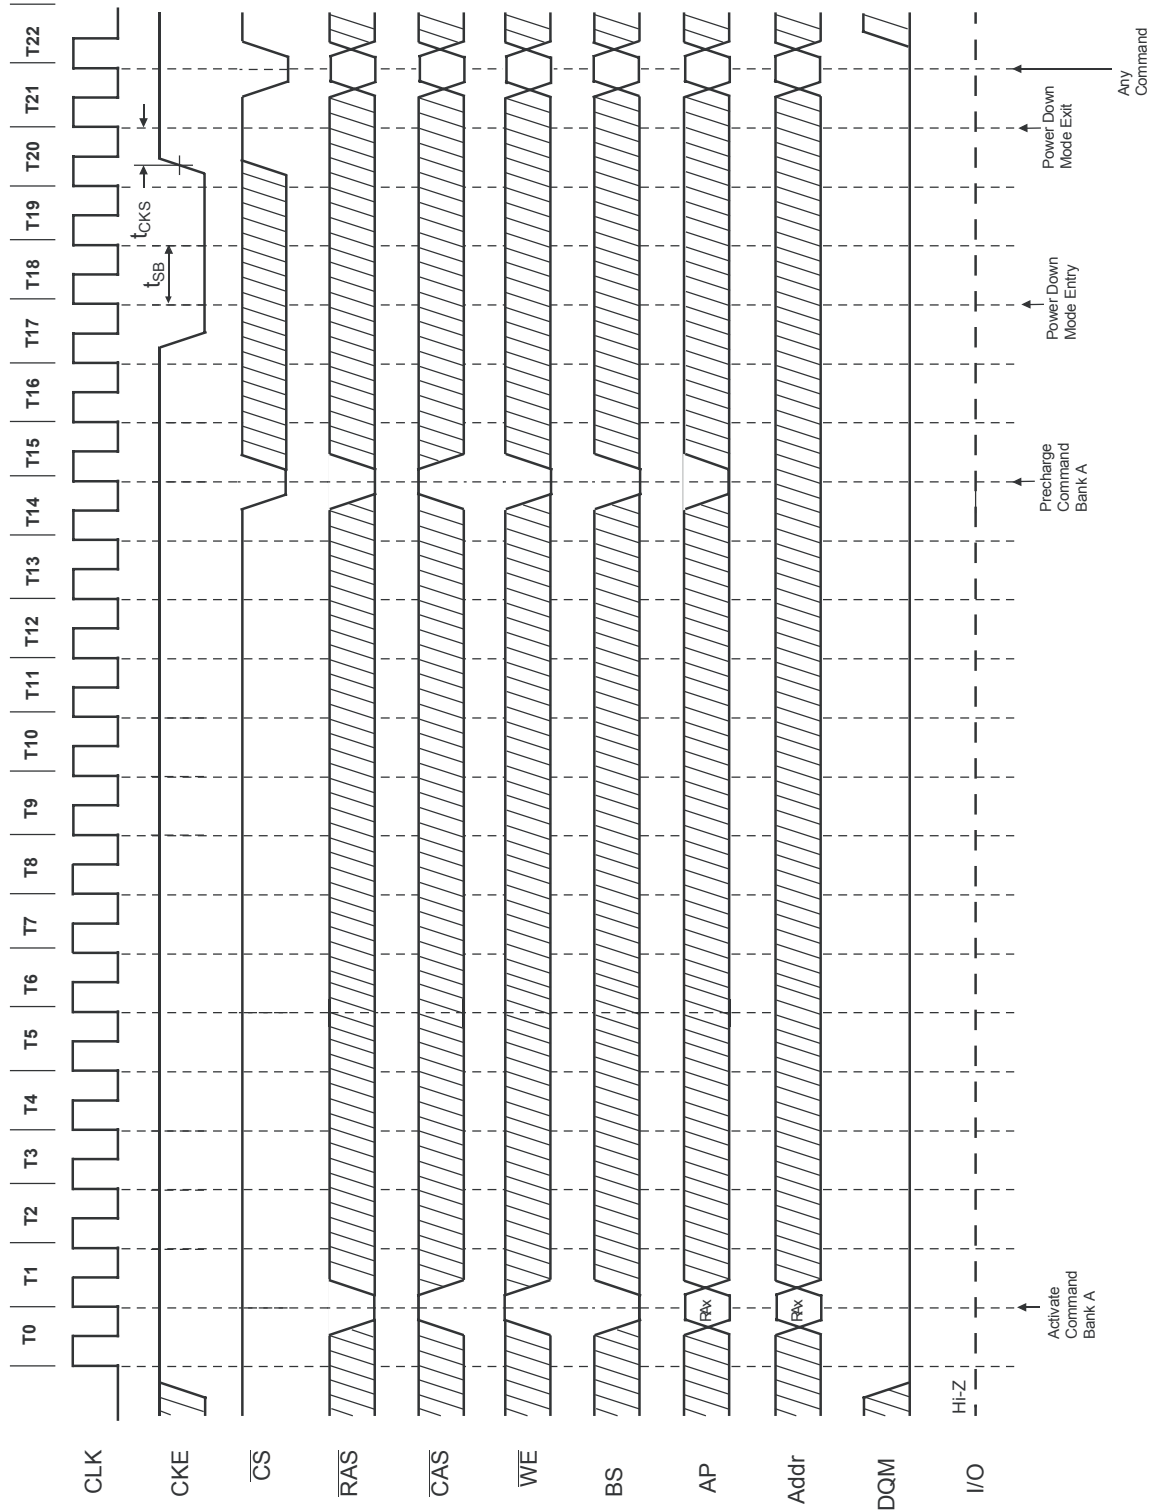 T0 T1 T2 T3 T4 T5 T6 T7 T8 T9 T10 T11 T12 T13 T14 T15 T16 T17 T18 T19 T20 T21 T22
CLK
CKE
tSB
tCKS
CS
RAS
CAS
WE
BS
AP
RAx
Addr
RAx
DQM
I/O
Hi-Z
Activate
Command
Bank A
Precharge
Command
Bank A
Power Down
Mode Entry
Power Down
Mode Exit
Any
Command